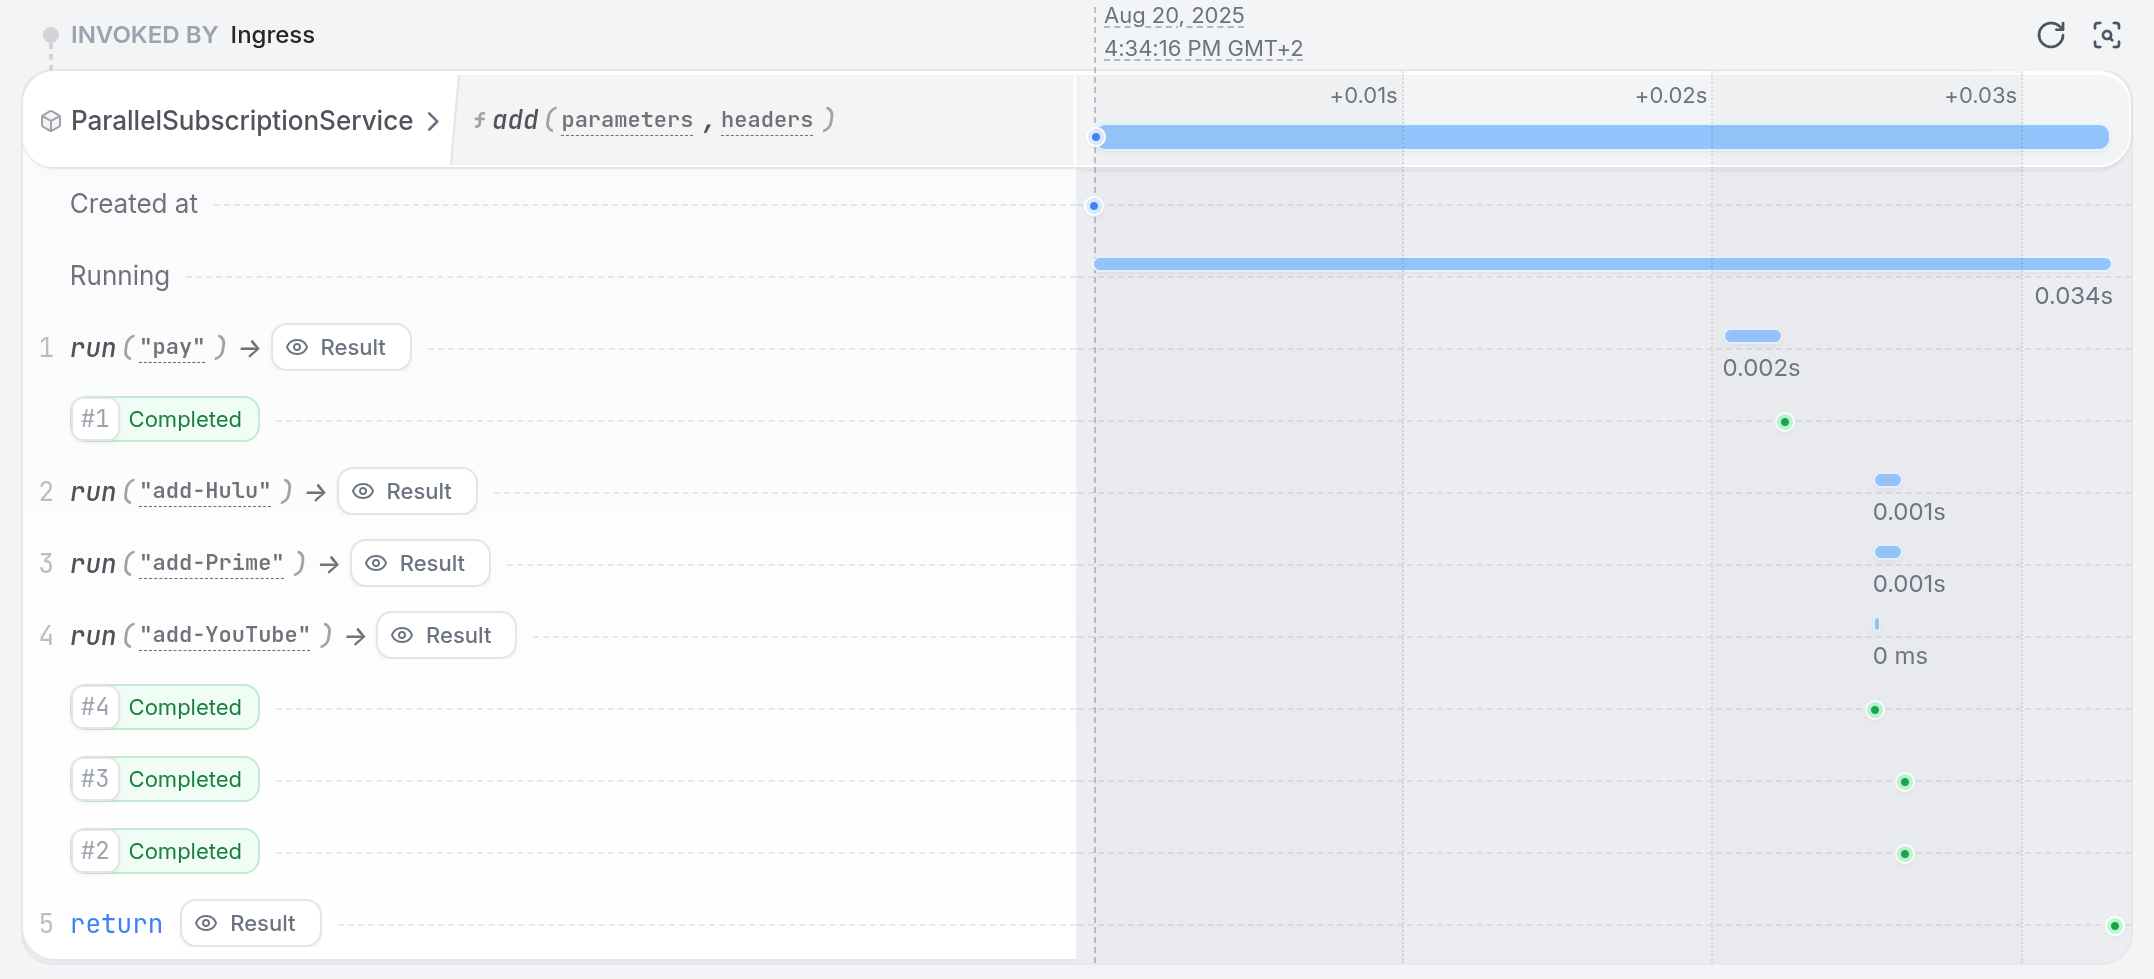 INVOKED BY Ingress
Aug 20, 2025
4:34:16 PM GMT+2
ParallelSubscriptionService
ƒ add ( parameters , headers )
+0.01s
+0.02s
+0.03s
Created at
Running
0.034s
1 run ( "pay" ) → Result
0.002s
#1 Completed
2 run ( "add-Hulu" ) → Result
0.001s
3 run ( "add-Prime" ) → Result
0.001s
4 run ( "add-YouTube" ) → Result
0 ms
#4 Completed
#3 Completed
#2 Completed
5 return Result